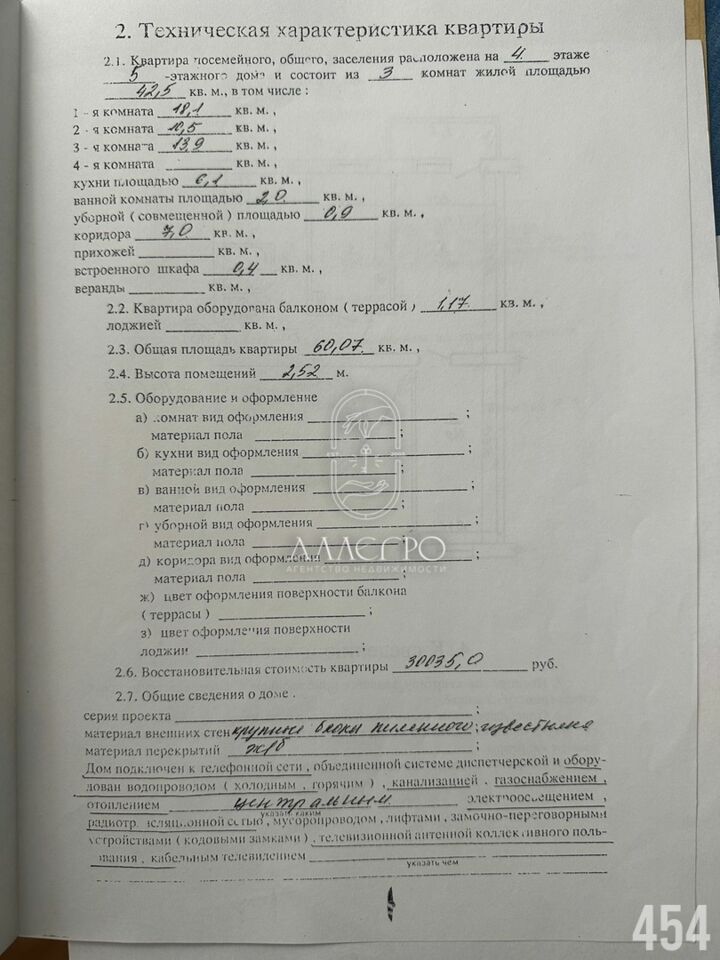 2. Техническая характеристика квартиры
2.1. Квартира посемейного, общего, заселения расположена на 4 этаже
5 -этажного дома и состоит из 3 комнат жилой площадью
42,5 кв. м., в том числе :
1 - я комната 18,1 кв. м. ,
2 - я комната 10,5 кв. м. ,
3 - я комната 13,9 кв. м. ,
4 - я комната кв. м. ,
кухни площадью 6,1 кв. м. ,
ванной комнаты площадью 2,0 кв. м. ,
уборной ( совмещенной ) площадью 0,9 кв. м. ,
коридора 7,0 кв. м. ,
прихожей кв. м. ,
встроенного шкафа 0,4 кв. м. ,
веранды кв. м. ,
2.2. Квартира оборудована балконом ( террасой ) 1,17 кв. м. ,
лоджией кв. м. ,
2.3. Общая площадь квартиры 60,07 кв. м. ,
2.4. Высота помещений 2,52 м.
2.5. Оборудование и оформление
а) комнат вид оформления ;
материал пола ;
б) кухни вид оформления ;
материал пола ;
в) ванной вид оформления ;
материал пола ;
г) уборной вид оформления ;
материал пола ;
АЛЛЕГРО
д) коридора вид оформления ;
АГЕНТСТВО НЕДВИЖИМОСТИ
материал пола ;
ж) цвет оформления поверхности балкона
( террасы ) ;
з) цвет оформления поверхности
лоджии ;
2.6. Восстановительная стоимость квартиры 30035,0 руб.
2.7. Общие сведения о доме .
серия проекта ;
материал внешних стен крупные блоки пиленного известняка
материал перекрытий ж/б ;
Дом подключен к телефонной сети , объединенной системе диспетчерской и обору-
дован водопроводом ( холодным , горячим ) , канализацией . газоснабжением ,
отоплением центральным электроосвещением ,
указать каким
радиотрансляционной сетью , мусоропроводом , лифтами , замочно-переговорными
устройствами ( кодовыми замками ) , телевизионной антенной коллективного поль-
зования , кабельным телевидением
указать чем
454